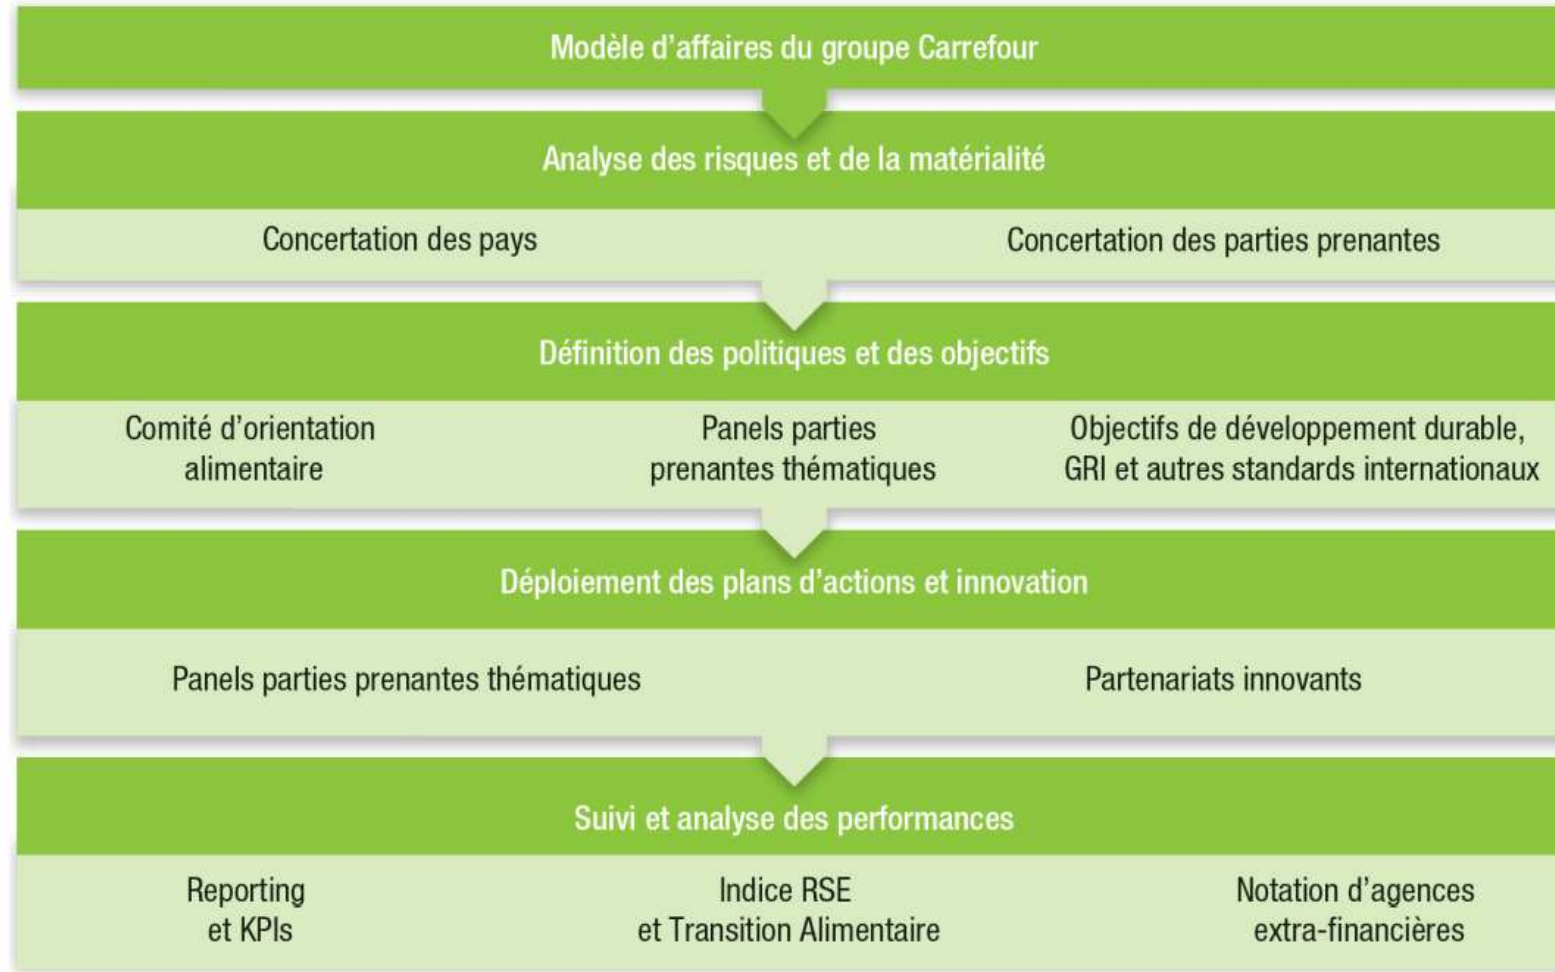 Modèle d'affaires du groupe Carrefour
Analyse des risques et de la matérialité
Concertation des pays
Concertation des parties prenantes
Définition des politiques et des objectifs
Comité d'orientation
alimentaire
Panels parties
prenantes thématiques
Objectifs de développement durable,
GRI et autres standards internationaux
Déploiement des plans d'actions et innovation
Panels parties prenantes thématiques
Partenariats innovants
Suivi et analyse des performances
Reporting
et KPIs
Indice RSE
et Transition Alimentaire
Notation d'agences
extra-financières